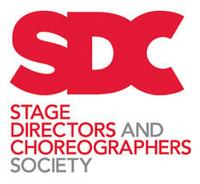 SDC
STAGE
DIRECTORS AND
CHOREOGRAPHERS
SOCIETY